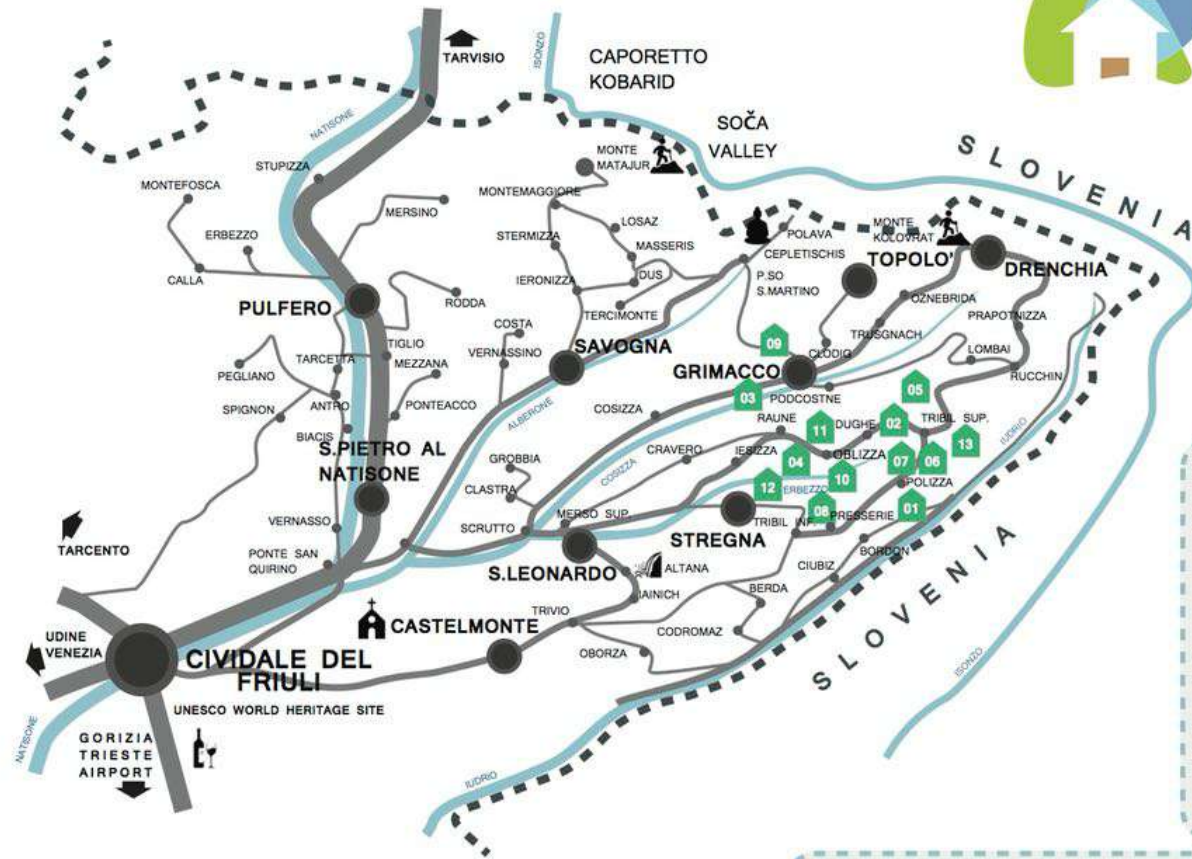 TARVISIO
ISONZO
CAPORETTO
KOBARID
NATISONE
SOČA
VALLEY
SLOVENIA
STUPIZZA
MONTE
MATAJUR
MONTEFOSCA
MONTEMAGGIORE
MERSINO
LOSAZ
MONTE
KOLOVRAT
POLAVA
ERBEZZO
STERMIZZA
MASSERIS
CEPLETISCHIS
TOPOLO'
DRENCHIA
CALLA
IERONIZZA
DUS
P.SO
S.MARTINO
PULFERO
RODDA
TERCIMONTE
OZNEBRIDA
PRAPOTNIZZA
COSTA
TRUSGNACH
TIGLIO
SAVOGNA
09
CLODIG
LOMBAI
TARCETTA
MEZZANA
VERNASSINO
GRIMACCO
RUCCHIN
PEGLIANO
03
PODCOSTNE
05
SPIGNON
ANTRO
PONTEACCO
ALBERONE
COSIZZA
RAUNE
11
DUGHE
02
TRIBIL SUP.
BIACIS
S.PIETRO AL
NATISONE
CRAVERO
IESIZZA
OBLIZZA
13
IUDRIO
GROBBIA
COSIZZA
04
07
06
CLASTRA
12
ERBEZZO
10
POLIZZA
VERNASSO
SCRUTTO
MERSO SUP.
TRIBIL INF.
08
PRESSERIE
01
TARCENTO
STREGNA
BORDON
PONTE SAN
QUIRINO
S.LEONARDO
ALTANA
CIUBIZ
SLOVENIA
IAINICH
BERDA
TRIVIO
UDINE
VENEZIA
CASTELMONTE
CODROMAZ
OBORZA
CIVIDALE DEL
FRIULI
ISONZO
UNESCO WORLD HERITAGE SITE
NATISONE
GORIZIA
TRIESTE
AIRPORT
IUDRIO